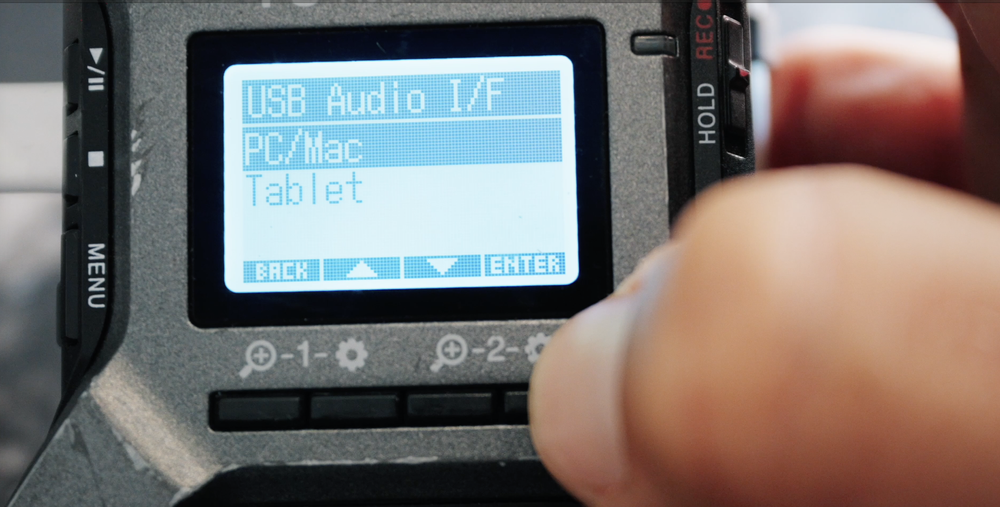 USB Audio I/F
PC/Mac
Tablet
BACK ENTER
-1-
-2-
MENU
HOLD REC